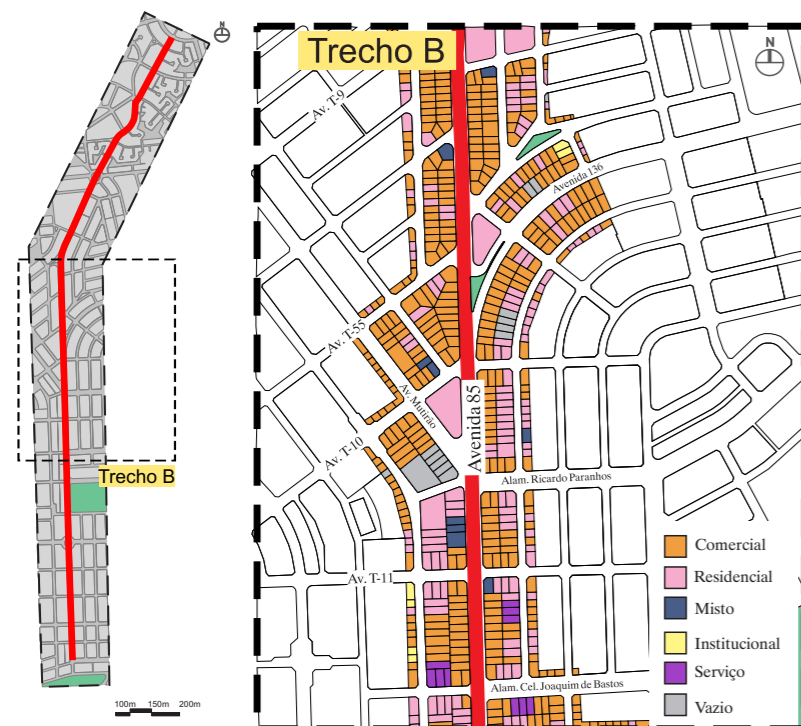 N
Trecho B
100m 150m 200m
Trecho B
N
Av. T-9
Avenida 136
Av. T-55
Av. Mutirão
Avenida 85
Av. T-10
Alam. Ricardo Paranhos
Av. T-11
Alam. Cel. Joaquim de Bastos
Comercial
Residencial
Misto
Institucional
Serviço
Vazio